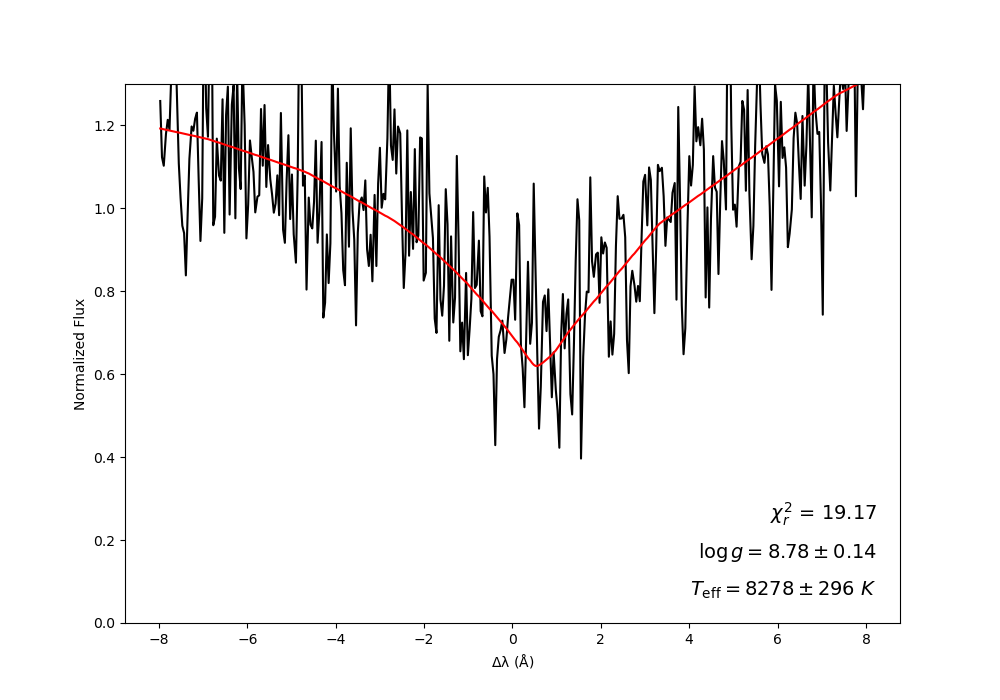 1.2
1.0
0.8
0.6
0.4
0.2
0.0
Normalized Flux
χ²ᵣ = 19.17
log g = 8.78 ± 0.14
T_eff = 8278 ± 296 K
−8 −6 −4 −2 0 2 4 6 8
Δλ (Å)